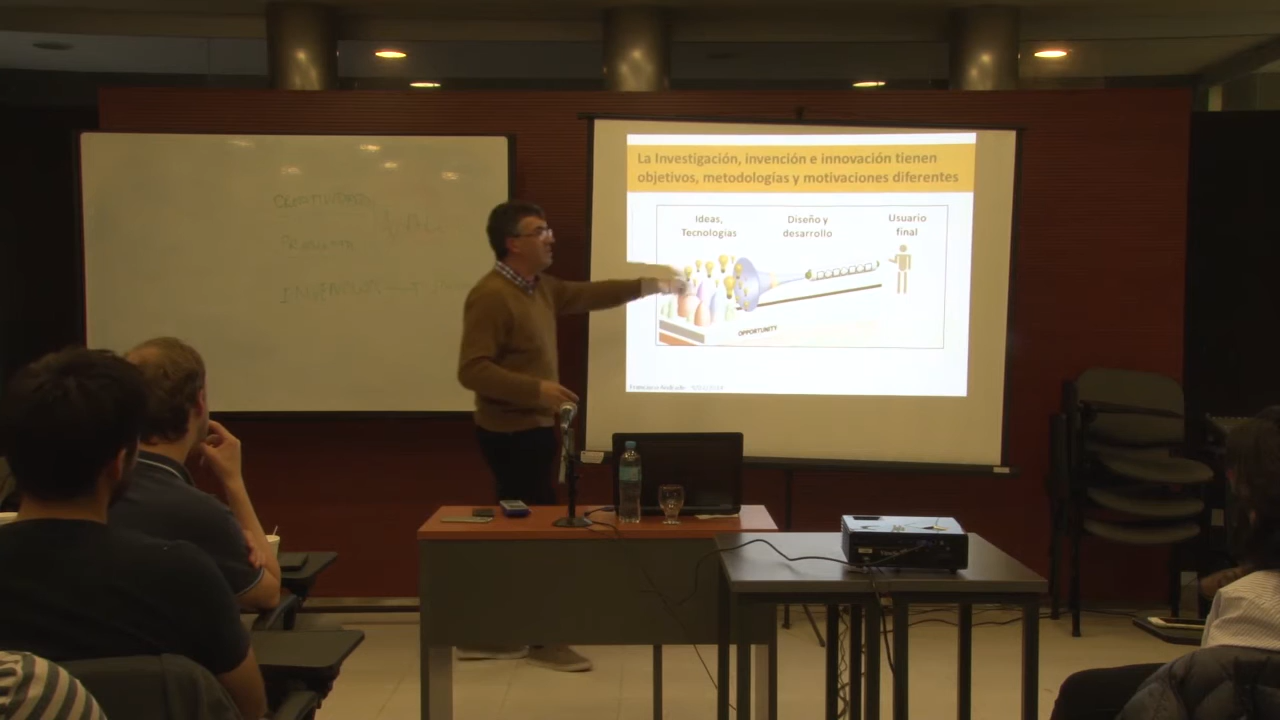 La Investigación, invención e innovación tienen
objetivos, metodologías y motivaciones diferentes
Ideas,
Tecnologías
Diseño y
desarrollo
Usuario
final
OPPORTUNITY